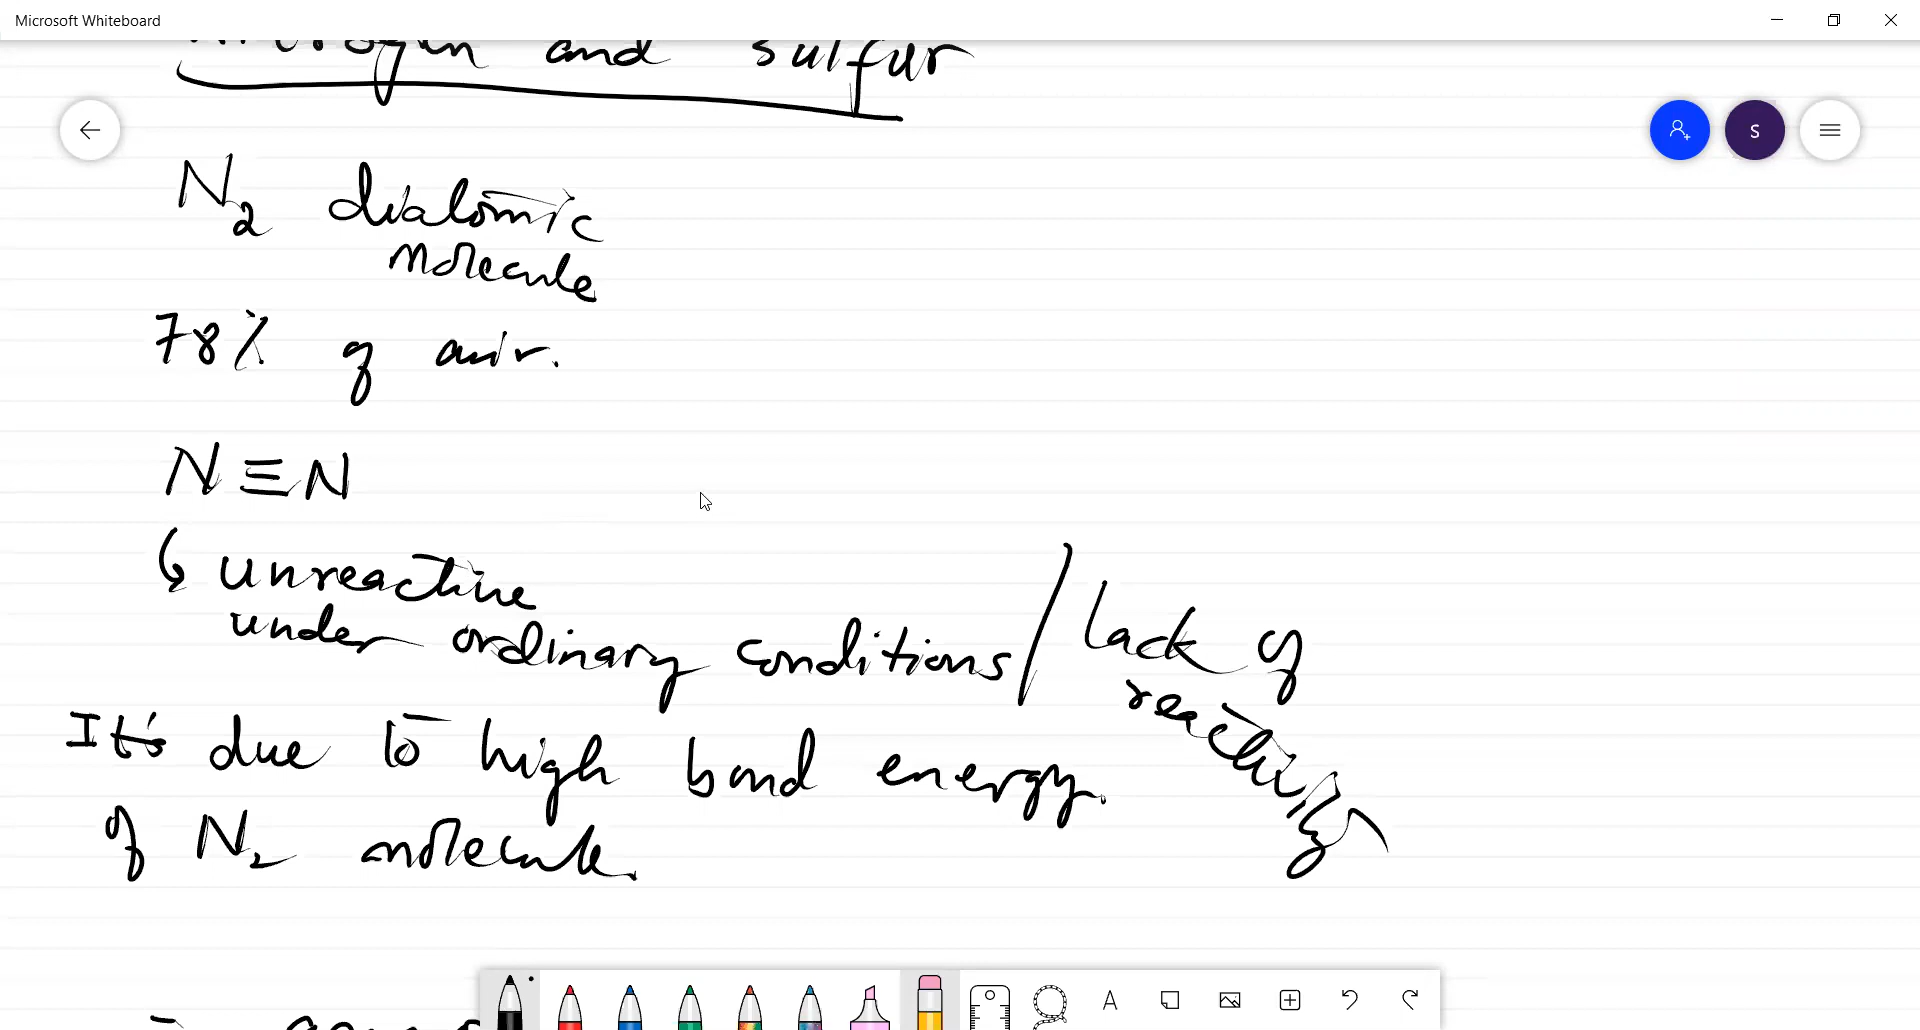 Microsoft Whiteboard
Nitrogen and sulfur
S
N2 diatomic
molecule
78% of air.
N≡N
unreactive
under ordinary conditions / lack of
reactivity
It's due to high bond energy.
of N2 molecule.
A